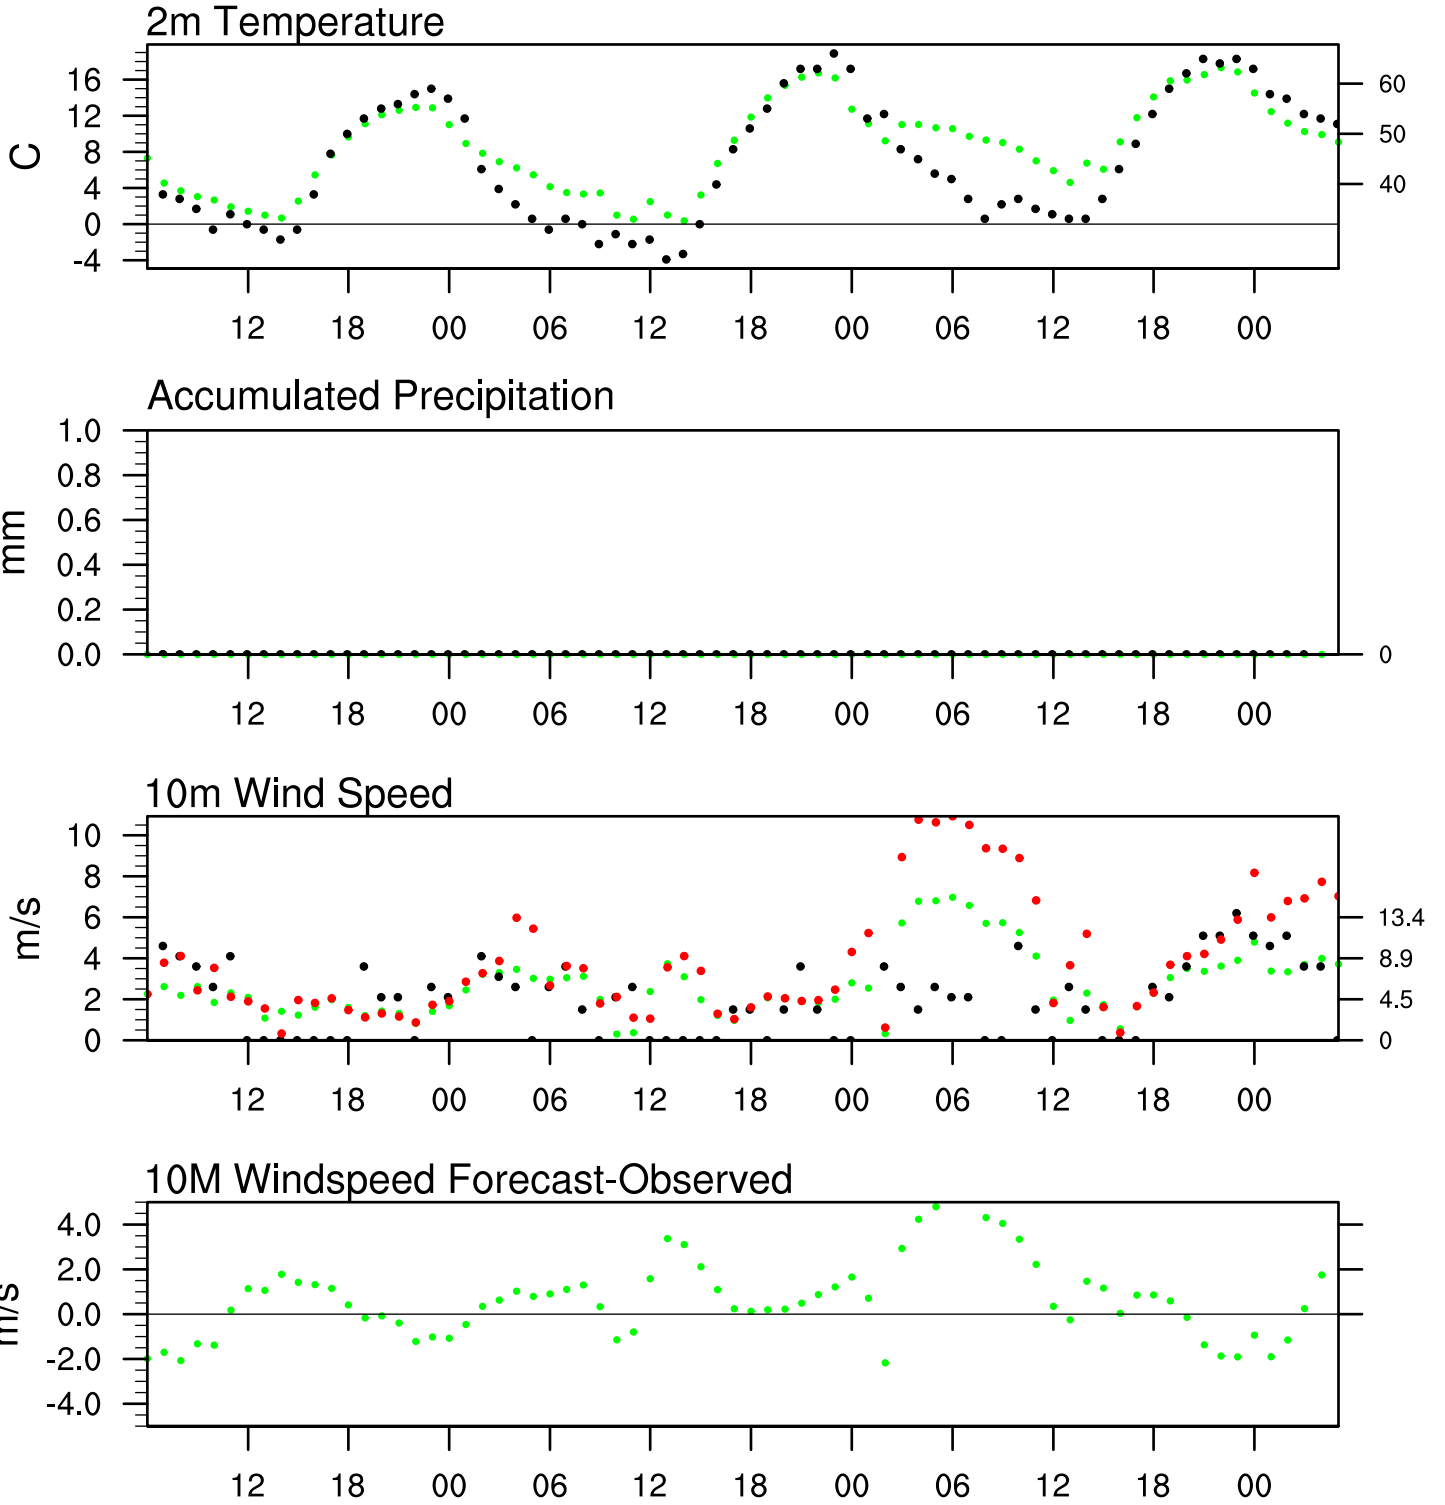 2m Temperature
16
12
8
4
0
-4
C
60
50
40
12 18 00 06 12 18 00 06 12 18 00
Accumulated Precipitation
1.0
0.8
0.6
0.4
0.2
0.0
mm
0
12 18 00 06 12 18 00 06 12 18 00
10m Wind Speed
10
8
6
4
2
0
m/s
13.4
8.9
4.5
0
12 18 00 06 12 18 00 06 12 18 00
10M Windspeed Forecast-Observed
4.0
2.0
0.0
-2.0
-4.0
m/s
12 18 00 06 12 18 00 06 12 18 00